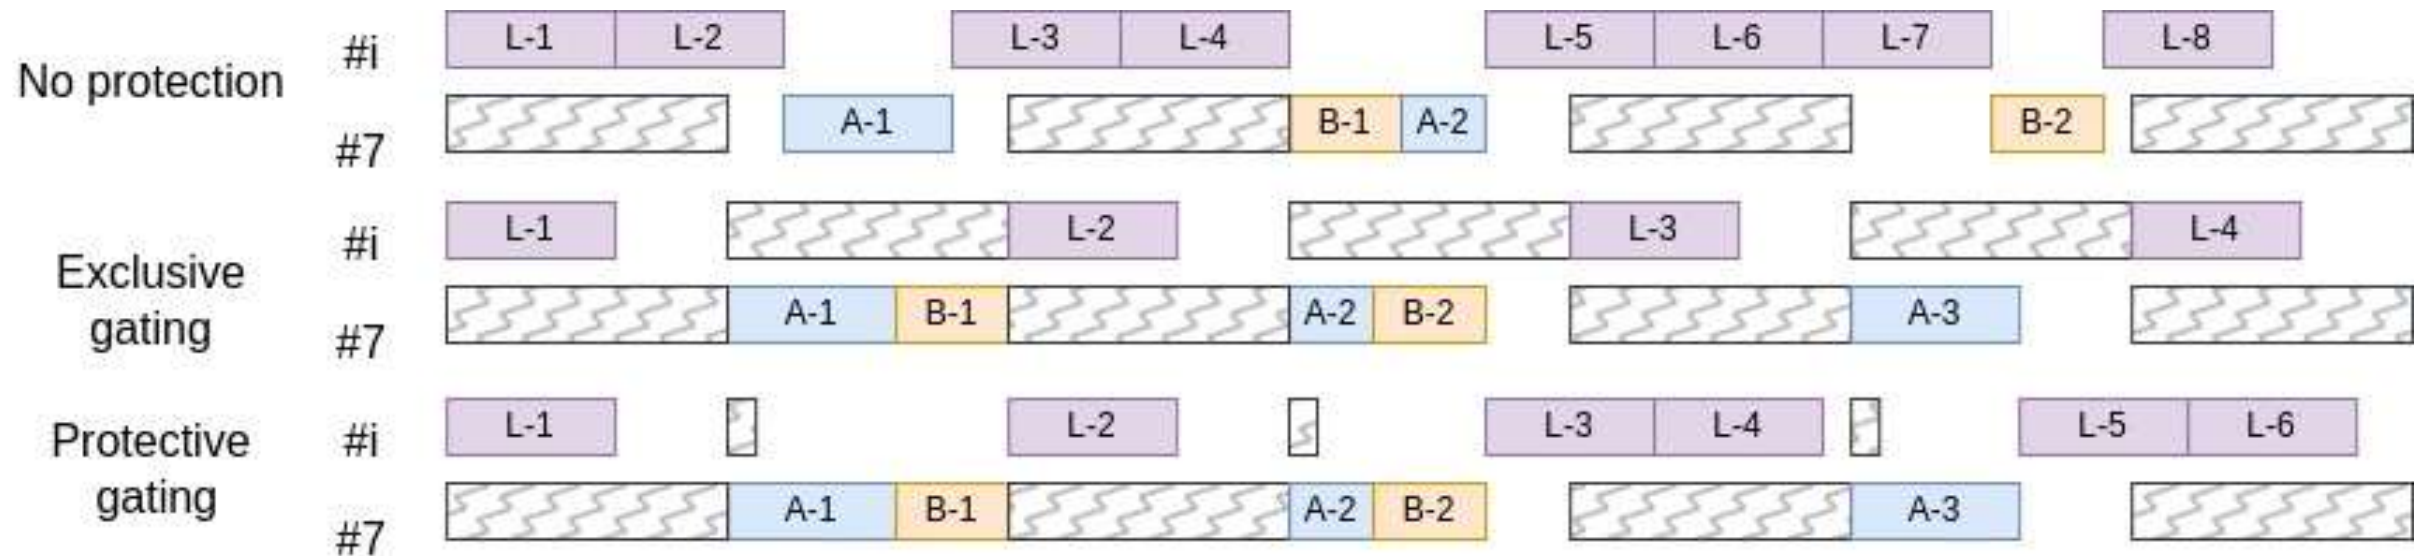 No protection
#i
L-1 L-2 L-3 L-4 L-5 L-6 L-7 L-8
#7
A-1 B-1 A-2 B-2
Exclusive
gating
#i
L-1 L-2 L-3 L-4
#7
A-1 B-1 A-2 B-2 A-3
Protective
gating
#i
L-1 L-2 L-3 L-4 L-5 L-6
#7
A-1 B-1 A-2 B-2 A-3